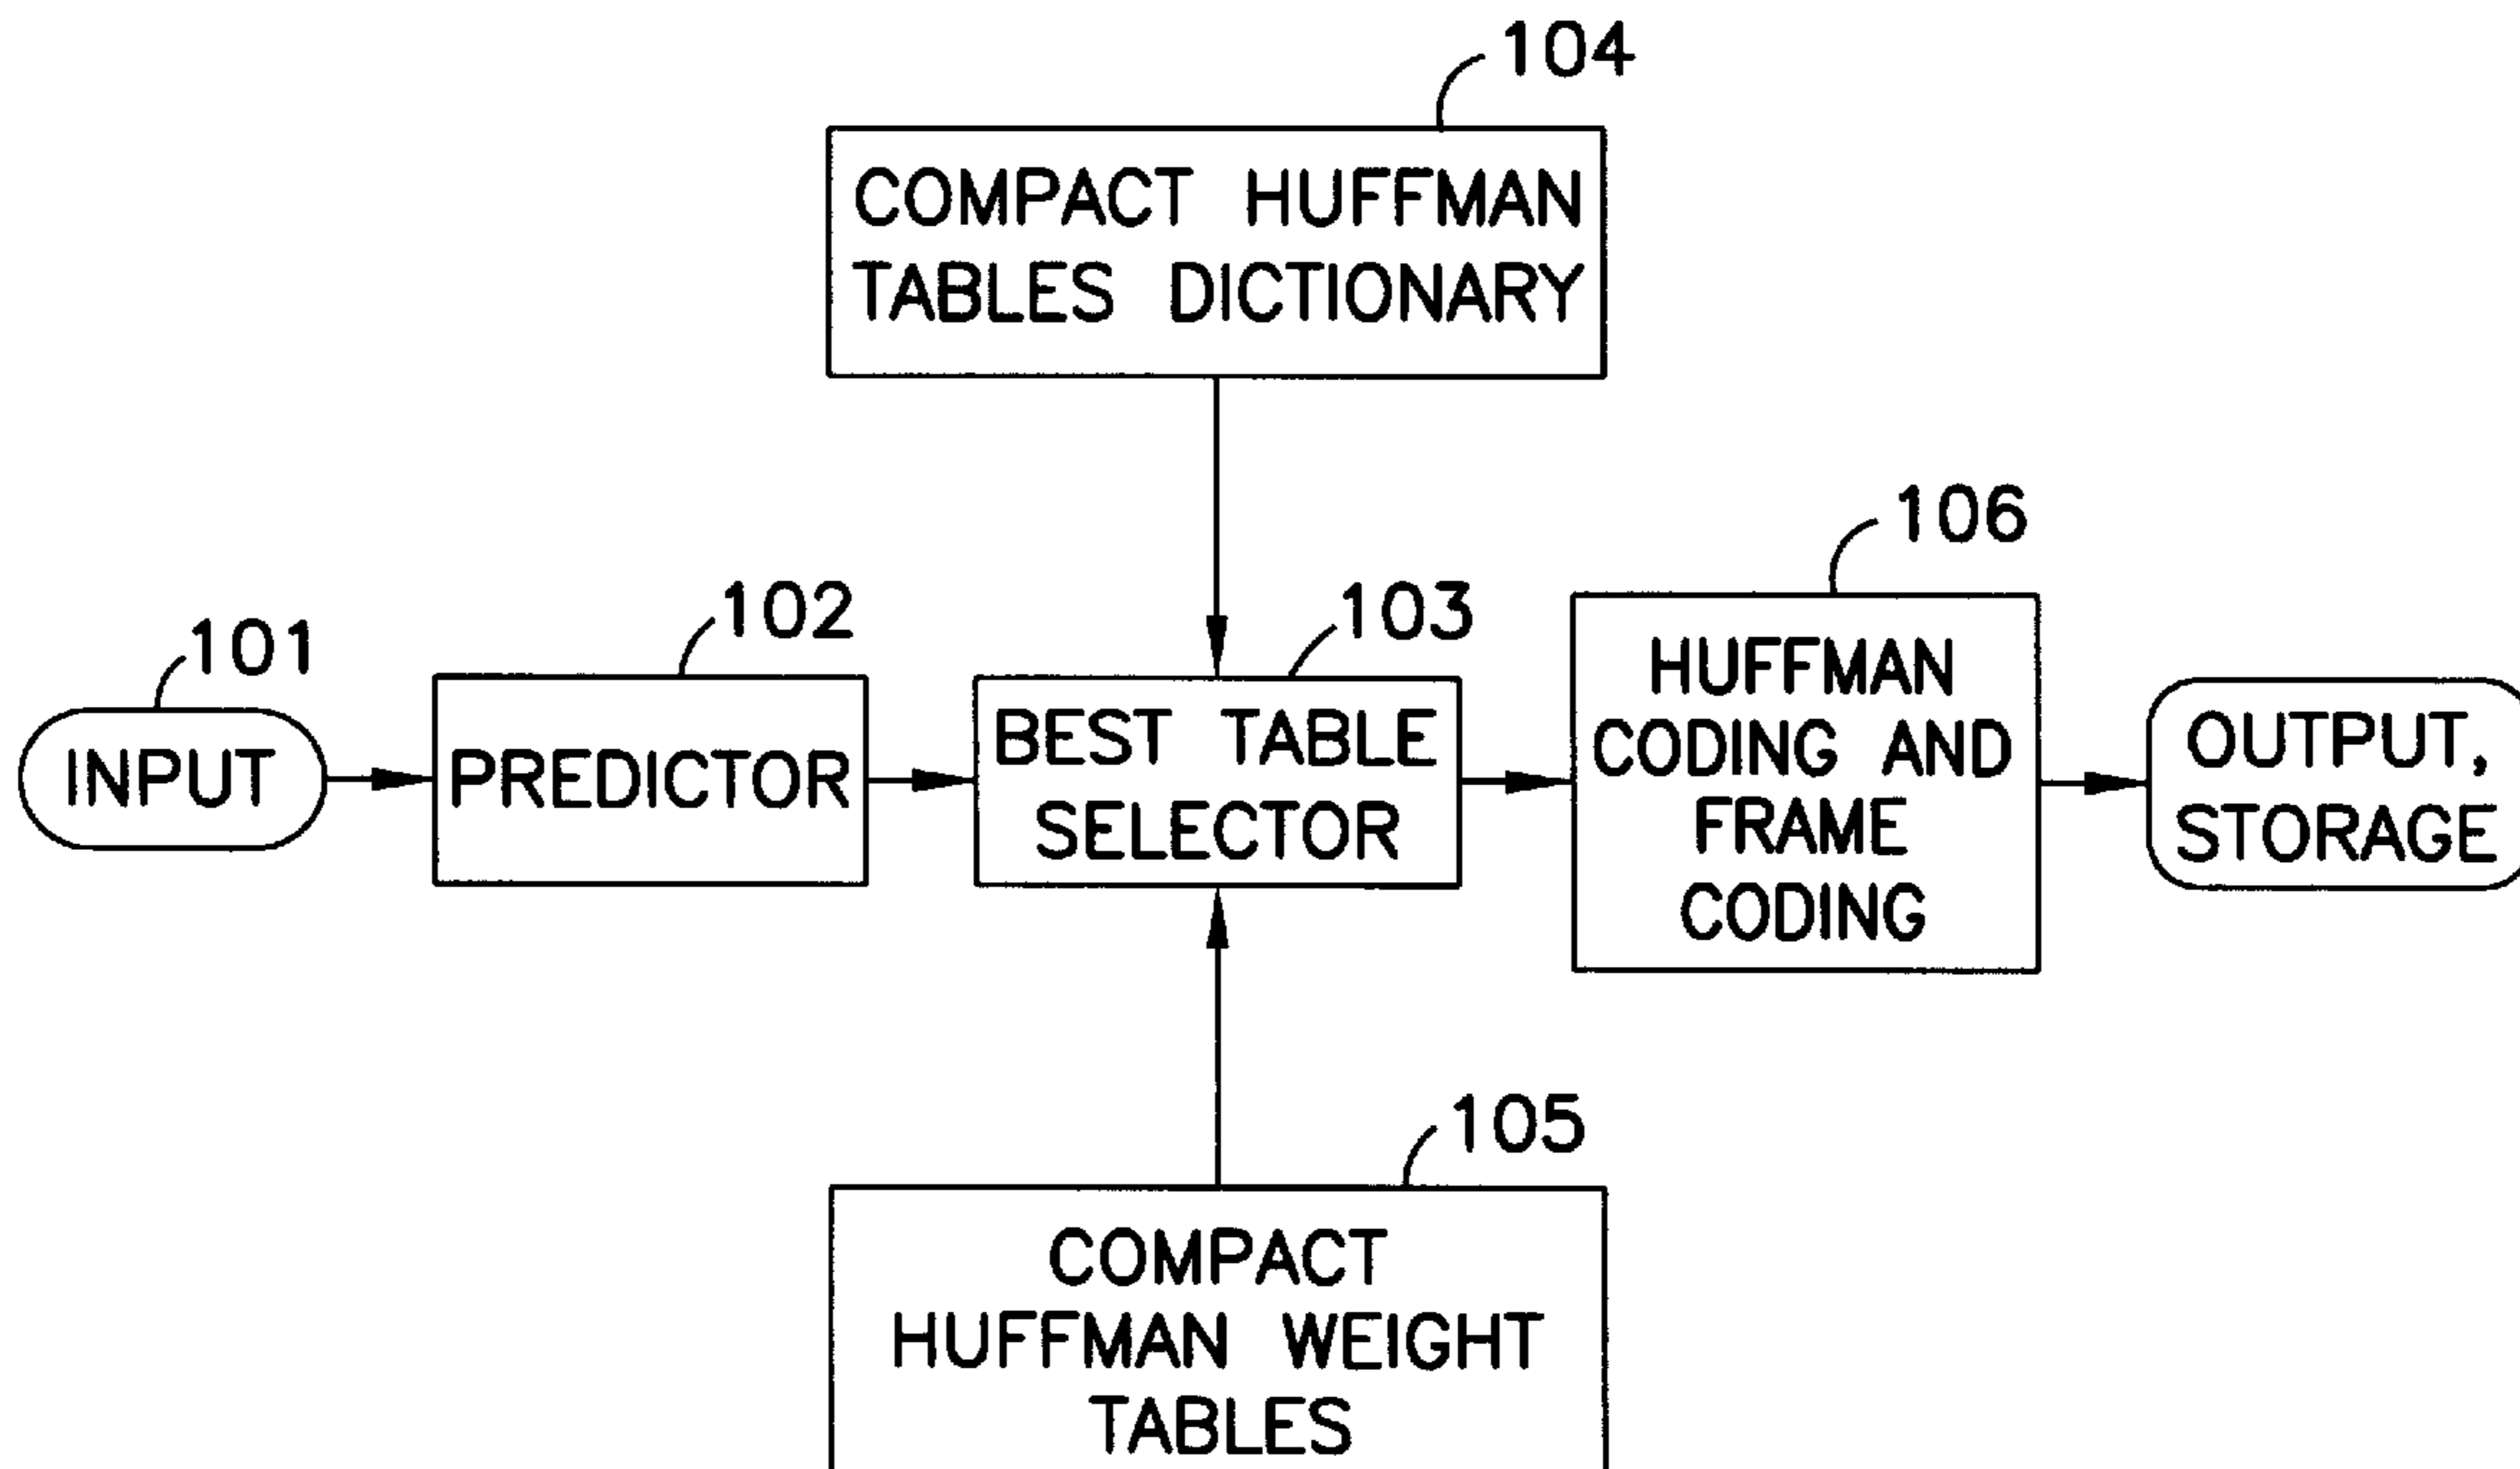 104
COMPACT HUFFMAN
TABLES DICTIONARY
106
102
103
101
HUFFMAN
CODING AND
FRAME
CODING
BEST TABLE
SELECTOR
OUTPUT,
STORAGE
INPUT
PREDICTOR
105
COMPACT
HUFFMAN WEIGHT
TABLES